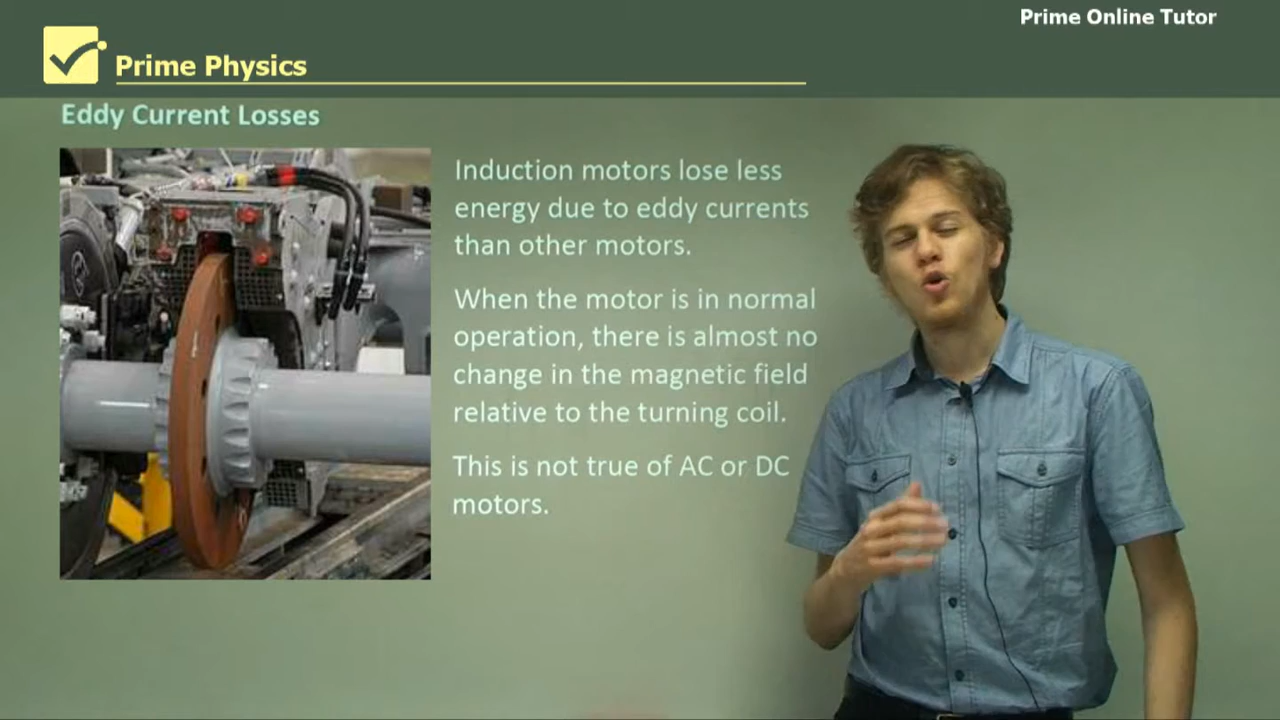 Prime Online Tutor
Prime Physics
Eddy Current Losses
Induction motors lose less
energy due to eddy currents
than other motors.
When the motor is in normal
operation, there is almost no
change in the magnetic field
relative to the turning coil.
This is not true of AC or DC
motors.